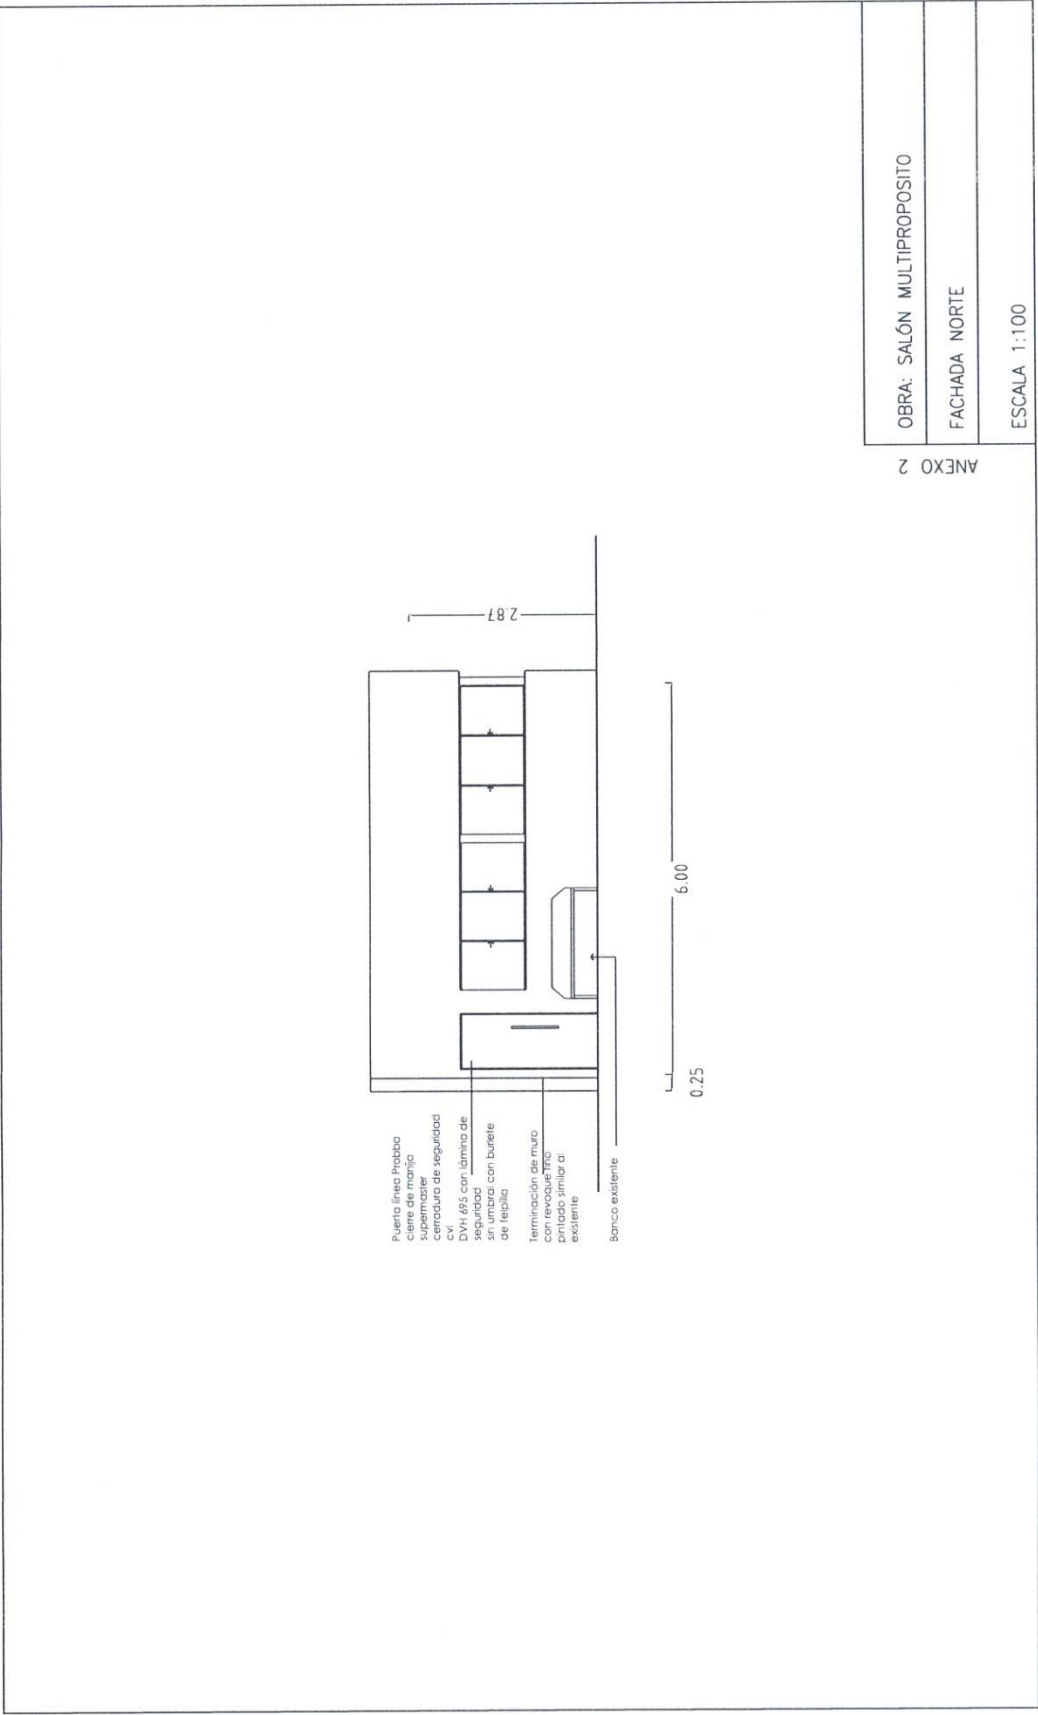 Puerta línea Probba
cierre de manija
supermaster
cerradura de seguridad
cvl
DVH 695 con lámina de
seguridad
sin umbral con burlete
de felpilla
Terminación de muro
con revoque fino
pintado similar al
existente
Banco existente
2.87
6.00
0.25
ANEXO 2
OBRA: SALÓN MULTIPROPOSITO
FACHADA NORTE
ESCALA 1:100